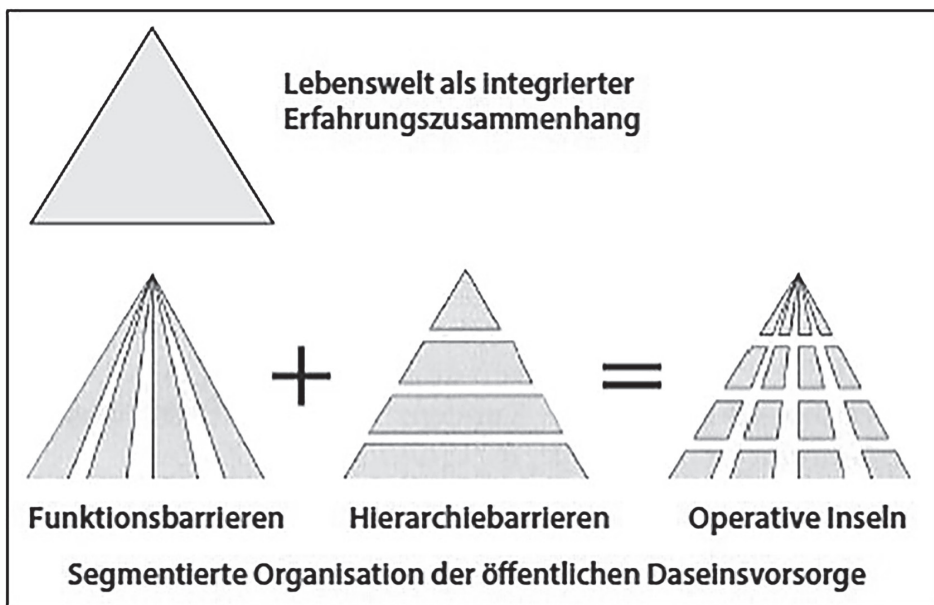 Lebenswelt als integrierter
Erfahrungszusammenhang
+
=
Funktionsbarrieren
Hierarchiebarrieren
Operative Inseln
Segmentierte Organisation der öffentlichen Daseinsvorsorge